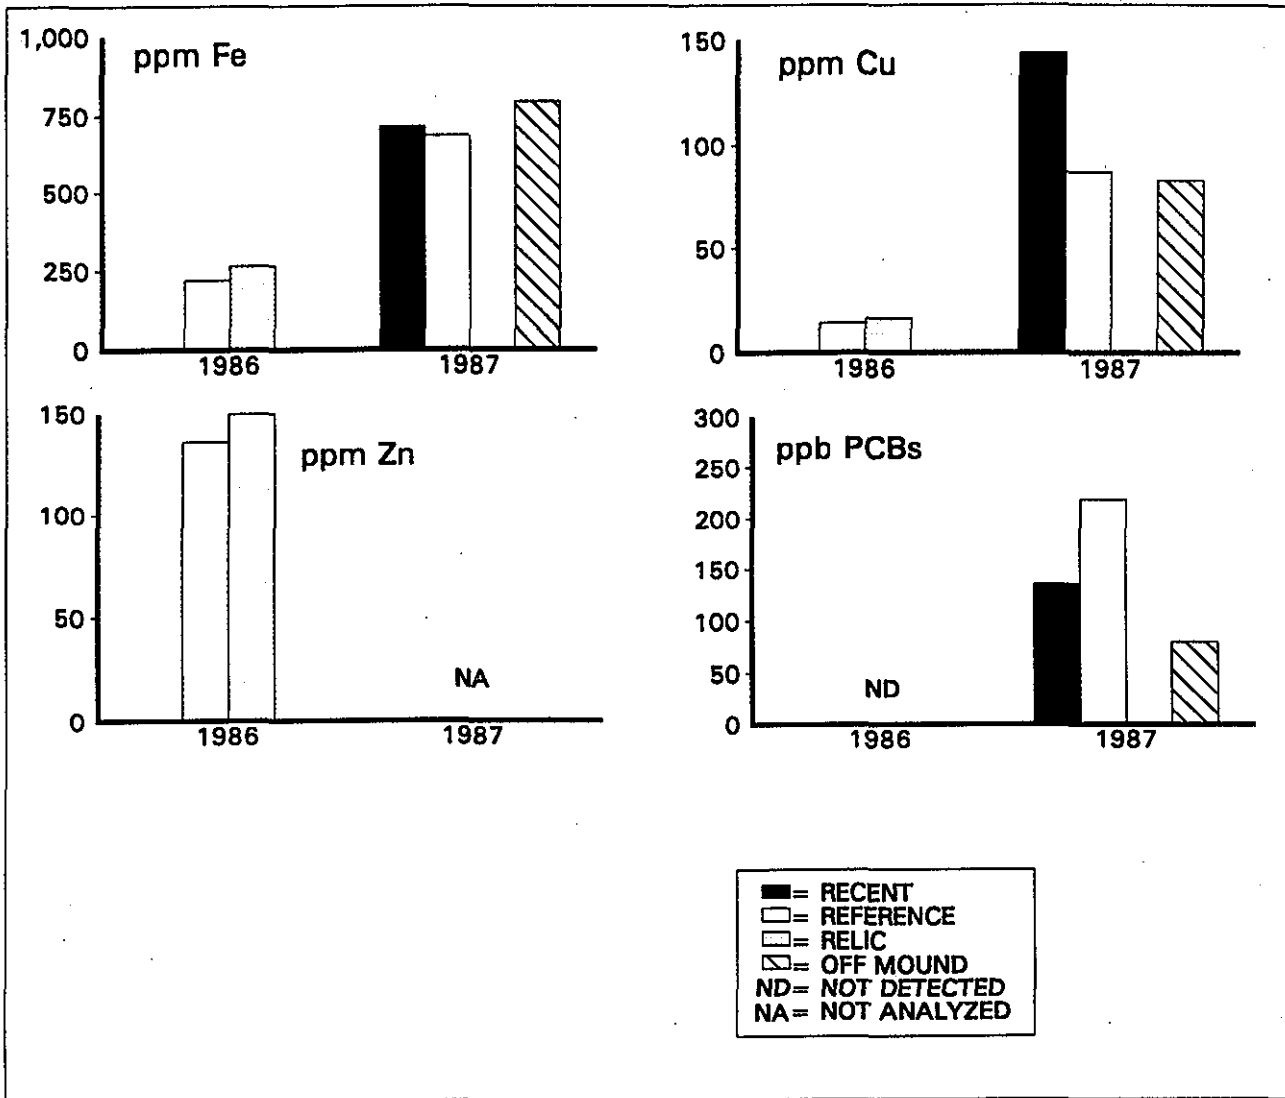 ppm Fe
1,000
750
500
250
0
1986 1987
ppm Cu
150
100
50
0
1986 1987
ppm Zn
150
100
50
0
NA
1986 1987
ppb PCBs
300
250
200
150
100
50
0
ND
1986 1987
= RECENT
= REFERENCE
= RELIC
= OFF MOUND
ND= NOT DETECTED
NA= NOT ANALYZED